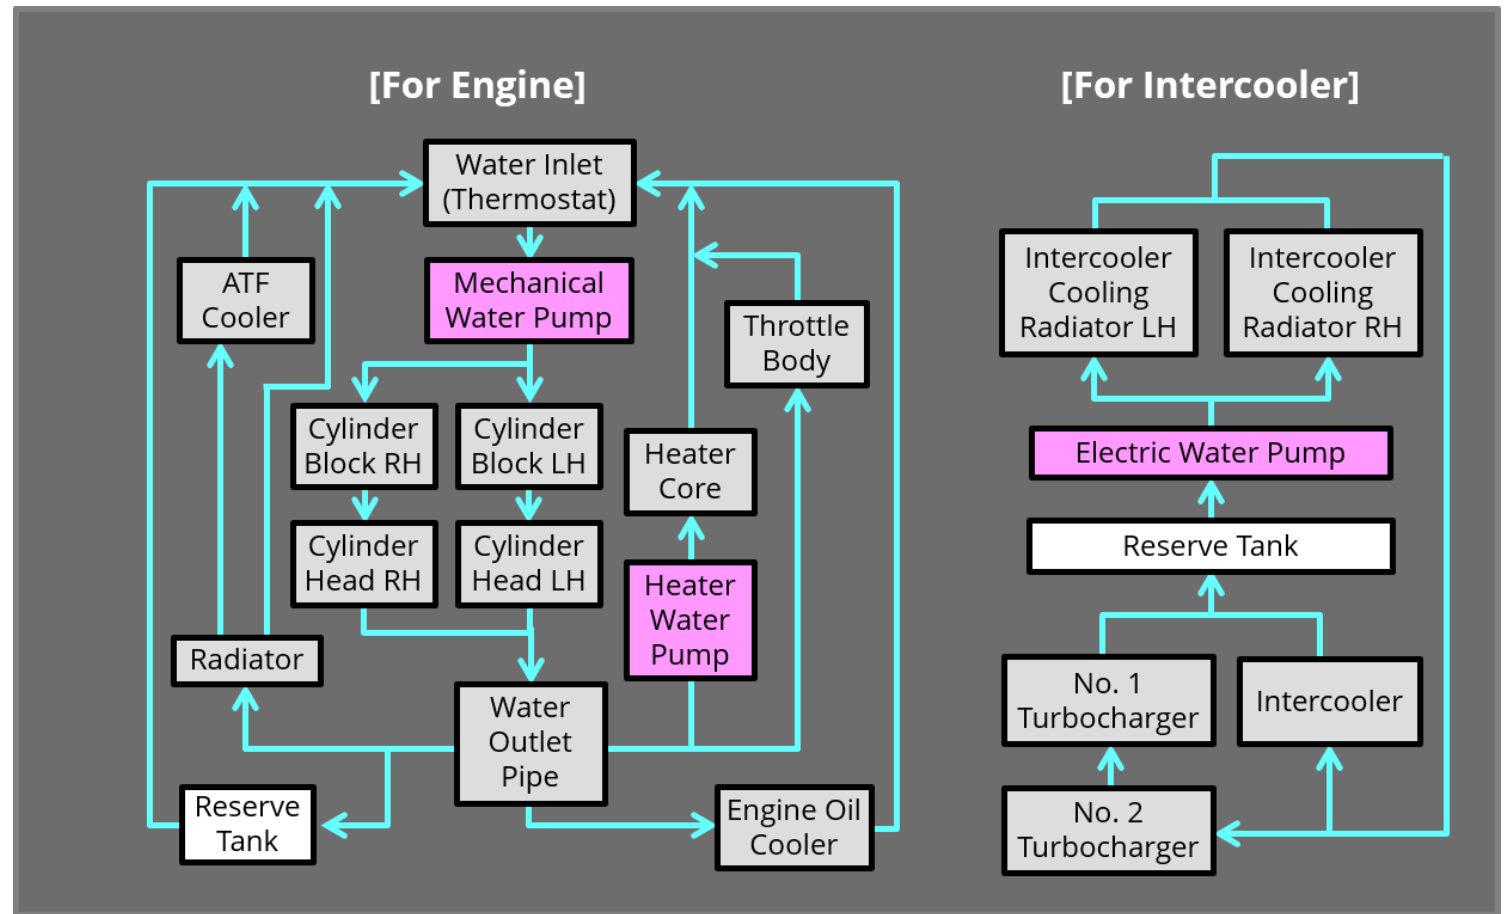 [For Engine]
Water Inlet
(Thermostat)
ATF
Cooler
Mechanical
Water Pump
Throttle
Body
Cylinder
Block RH
Cylinder
Block LH
Heater
Core
Cylinder
Head RH
Cylinder
Head LH
Heater
Water
Pump
Radiator
Water
Outlet
Pipe
Reserve
Tank
Engine Oil
Cooler
[For Intercooler]
Intercooler
Cooling
Radiator LH
Intercooler
Cooling
Radiator RH
Electric Water Pump
Reserve Tank
No. 1
Turbocharger
Intercooler
No. 2
Turbocharger